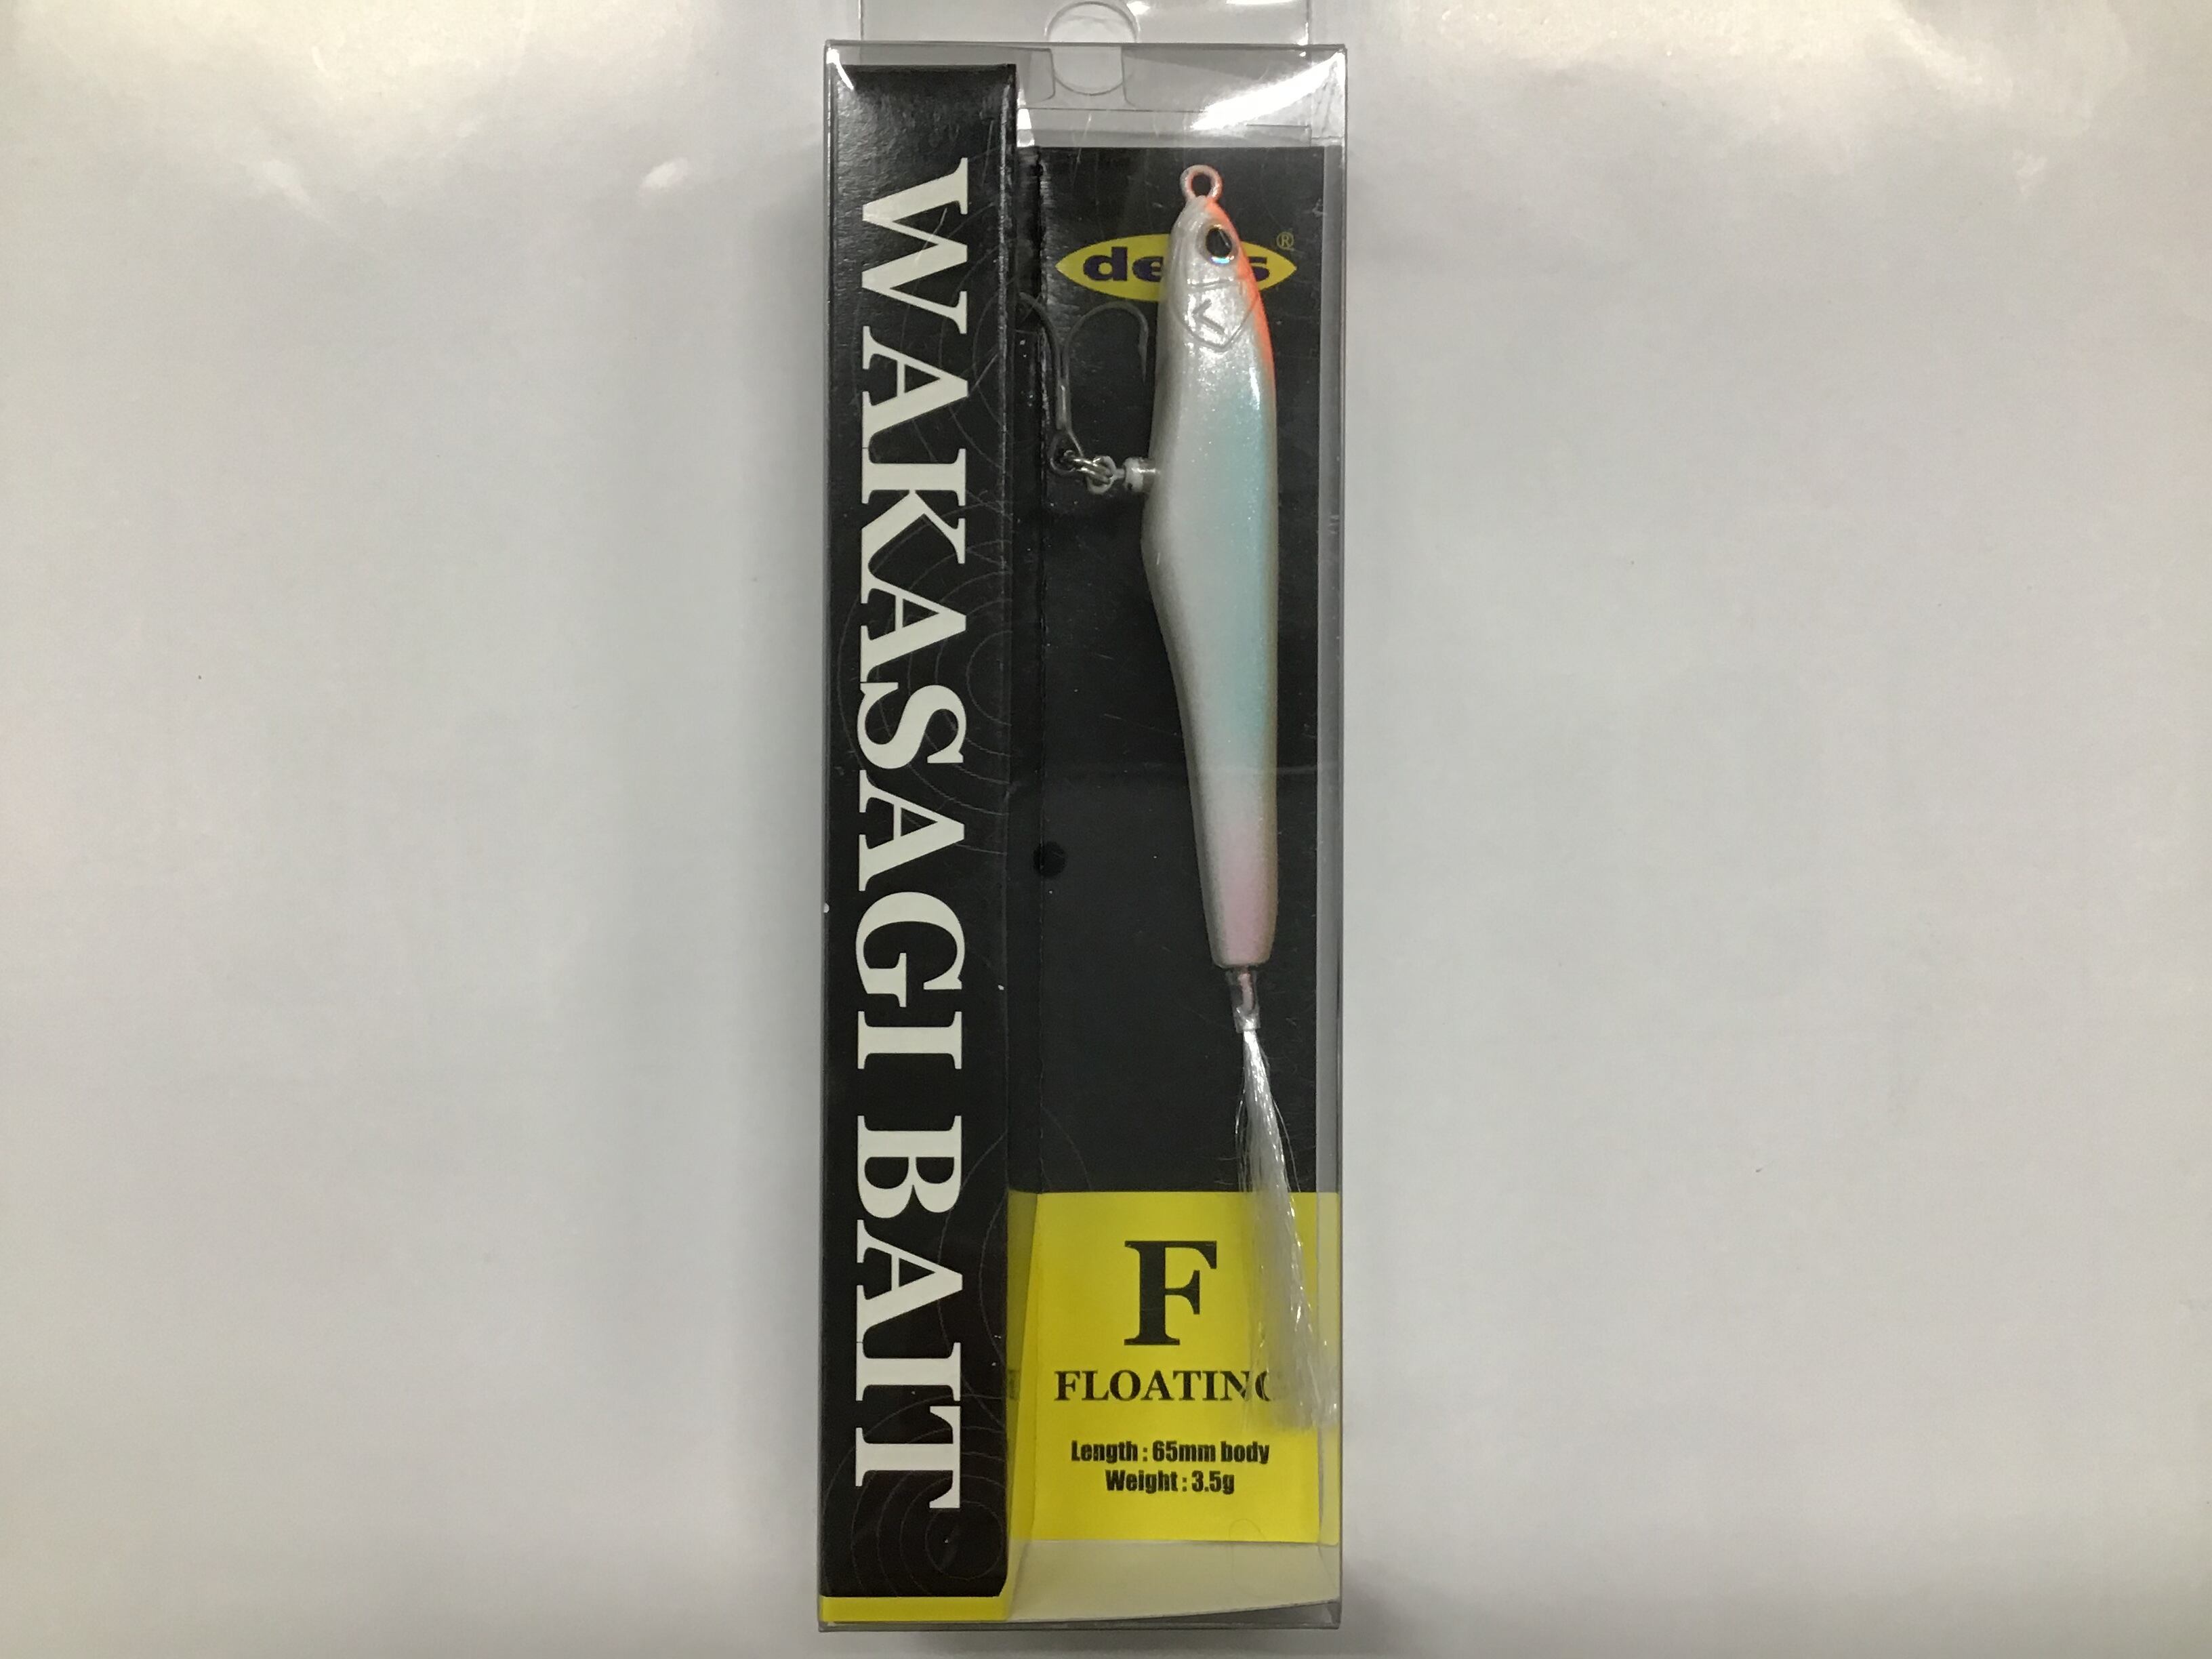 WAKASAGI BAIT
®
F
FLOATING
Length : 65mm body
Weight : 3.5g